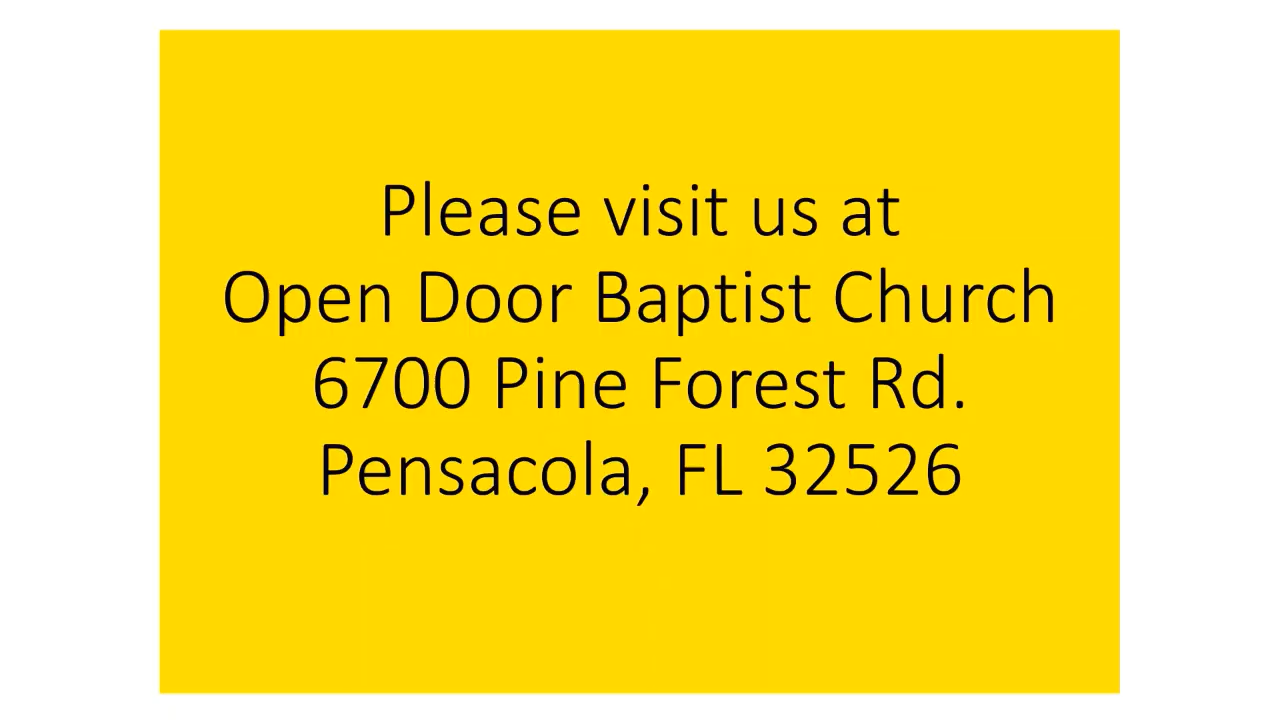 Please visit us at
Open Door Baptist Church
6700 Pine Forest Rd.
Pensacola, FL 32526